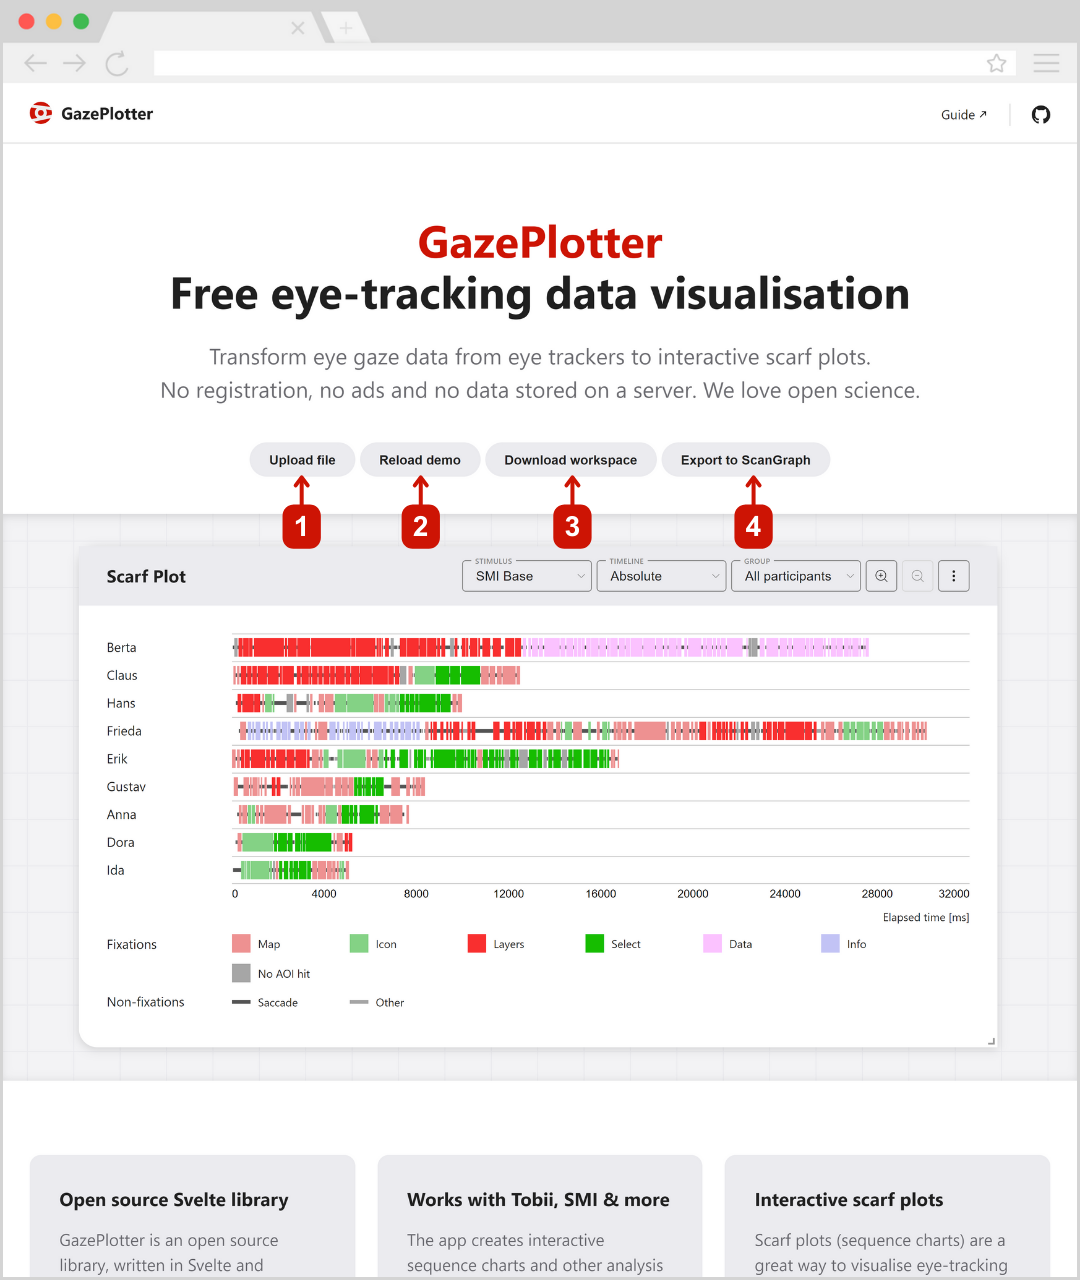 GazePlotter
Guide ↗
GazePlotter
Free eye-tracking data visualisation
Transform eye gaze data from eye trackers to interactive scarf plots.
No registration, no ads and no data stored on a server. We love open science.
Upload file Reload demo Download workspace Export to ScanGraph
1 2 3 4
Scarf Plot
STIMULUS TIMELINE GROUP
SMI Base Absolute All participants
Berta
Claus
Hans
Frieda
Erik
Gustav
Anna
Dora
Ida
0 4000 8000 12000 16000 20000 24000 28000 32000
Elapsed time [ms]
Fixations Map Icon Layers Select Data Info
No AOI hit
Non-fixations Saccade Other
Open source Svelte library
GazePlotter is an open source
library, written in Svelte and
Works with Tobii, SMI & more
The app creates interactive
sequence charts and other analysis
Interactive scarf plots
Scarf plots (sequence charts) are a
great way to visualise eye-tracking